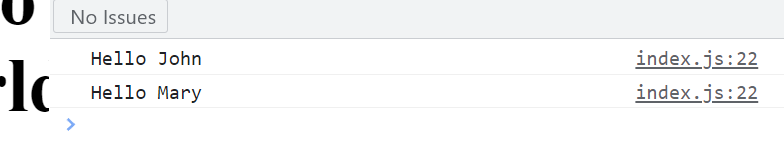 No Issues
Hello John index.js:22
Hello Mary index.js:22
>